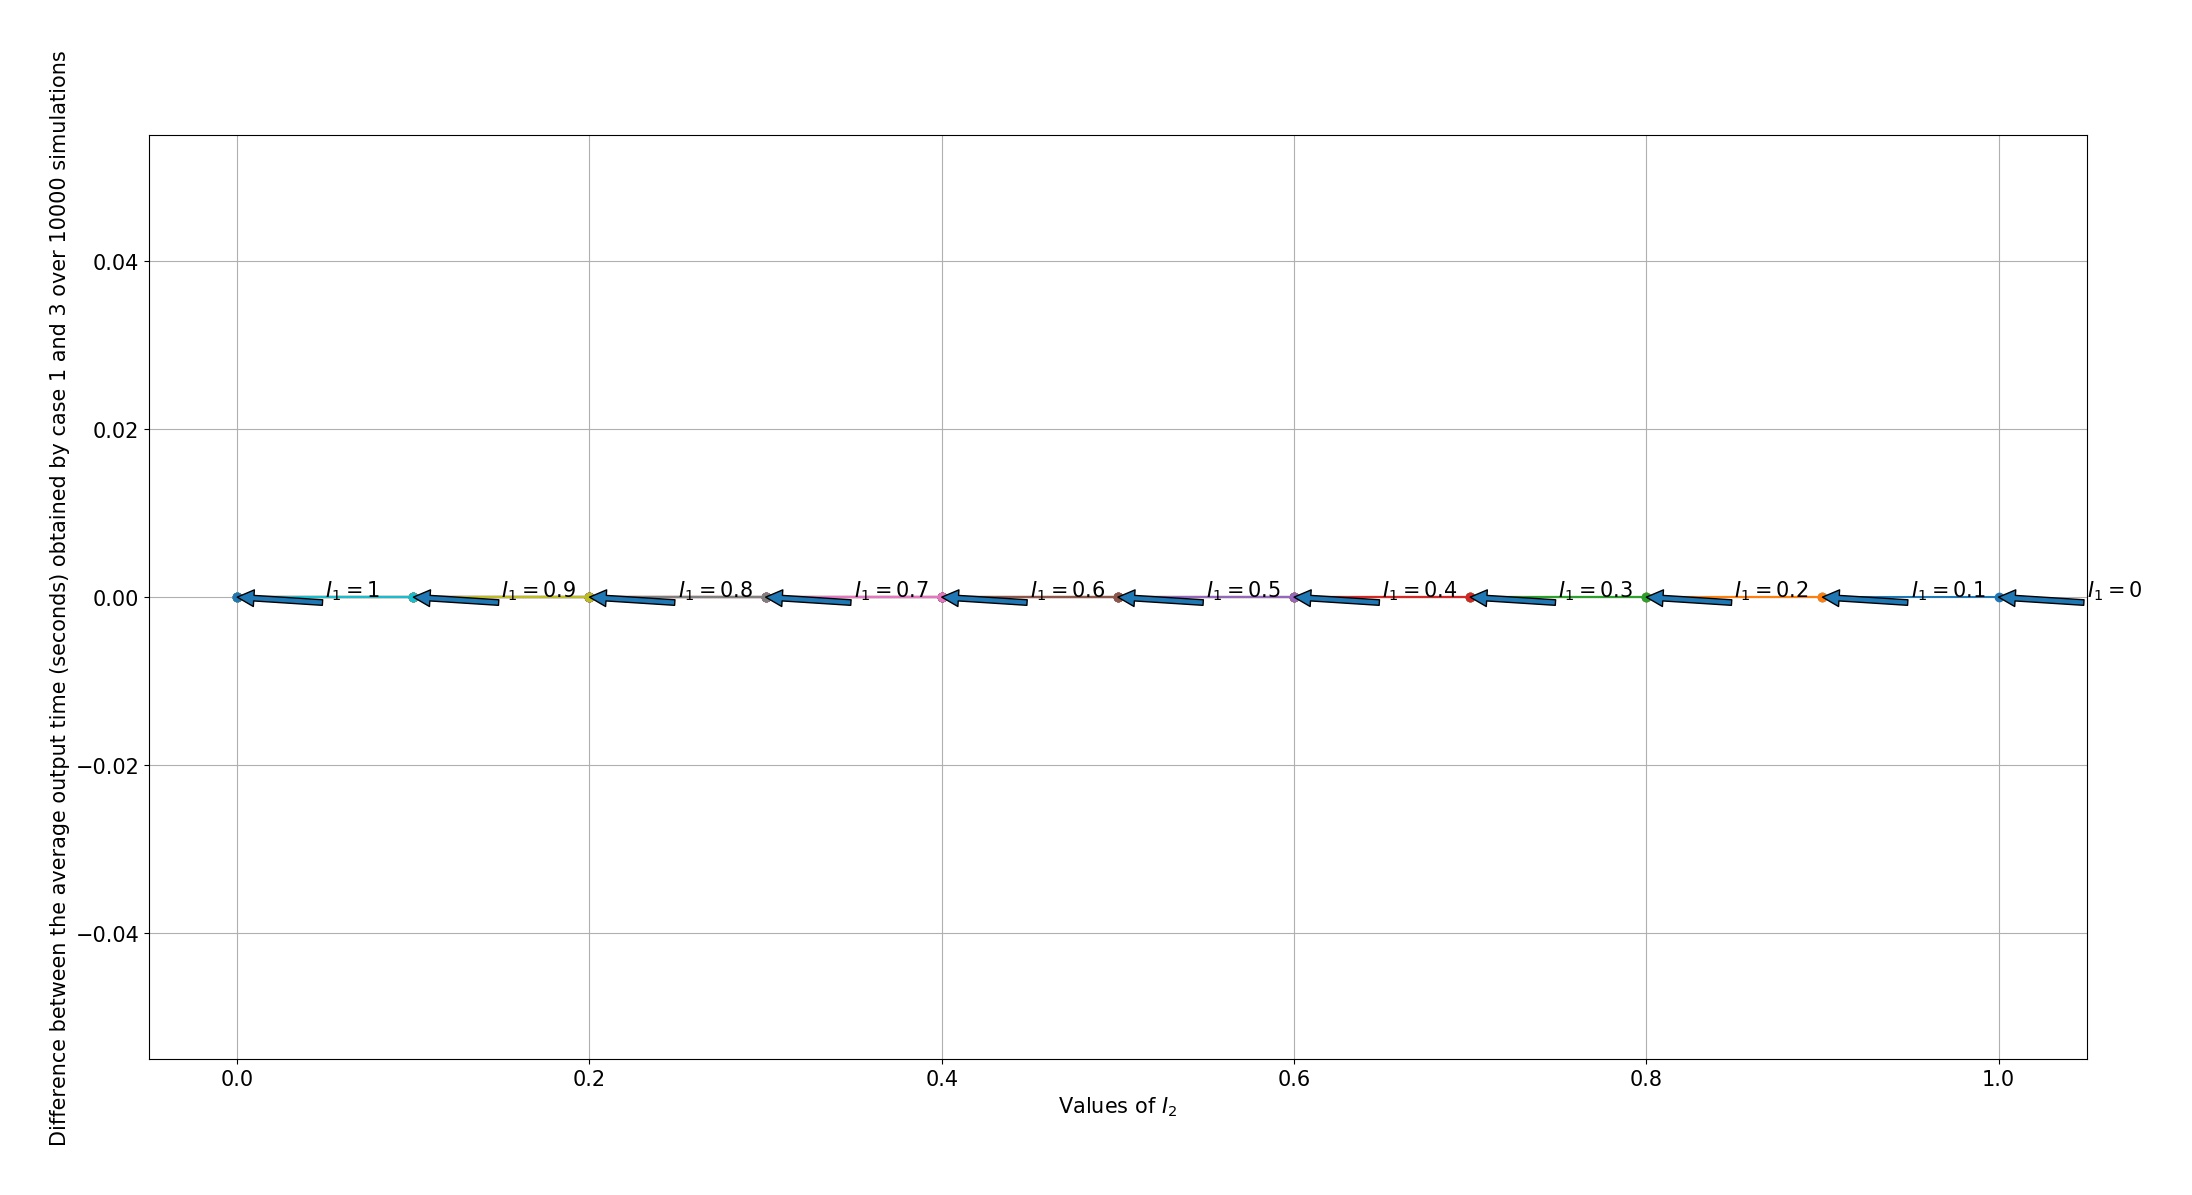 Difference between the average output time (seconds) obtained by case 1 and 3 over 10000 simulations
0.04
0.02
0.00
−0.02
−0.04
I₁ = 1
I₁ = 0.9
I₁ = 0.8
I₁ = 0.7
I₁ = 0.6
I₁ = 0.5
I₁ = 0.4
I₁ = 0.3
I₁ = 0.2
I₁ = 0.1
I₁ = 0
0.0
0.2
0.4
0.6
0.8
1.0
Values of I₂